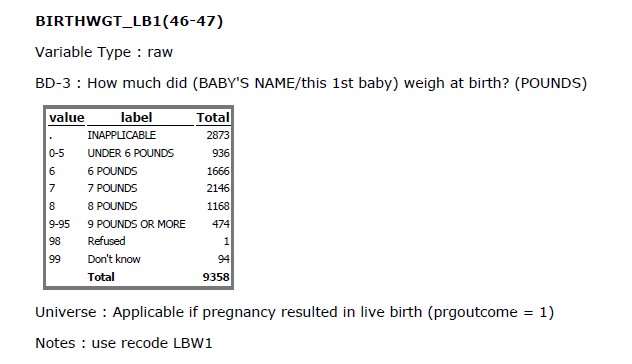 BIRTHWGT_LB1(46-47)
Variable Type : raw
BD-3 : How much did (BABY'S NAME/this 1st baby) weigh at birth? (POUNDS)
value label Total
. INAPPLICABLE 2873
0-5 UNDER 6 POUNDS 936
6 6 POUNDS 1666
7 7 POUNDS 2146
8 8 POUNDS 1168
9-95 9 POUNDS OR MORE 474
98 Refused 1
99 Don't know 94
Total 9358
Universe : Applicable if pregnancy resulted in live birth (prgoutcome = 1)
Notes : use recode LBW1